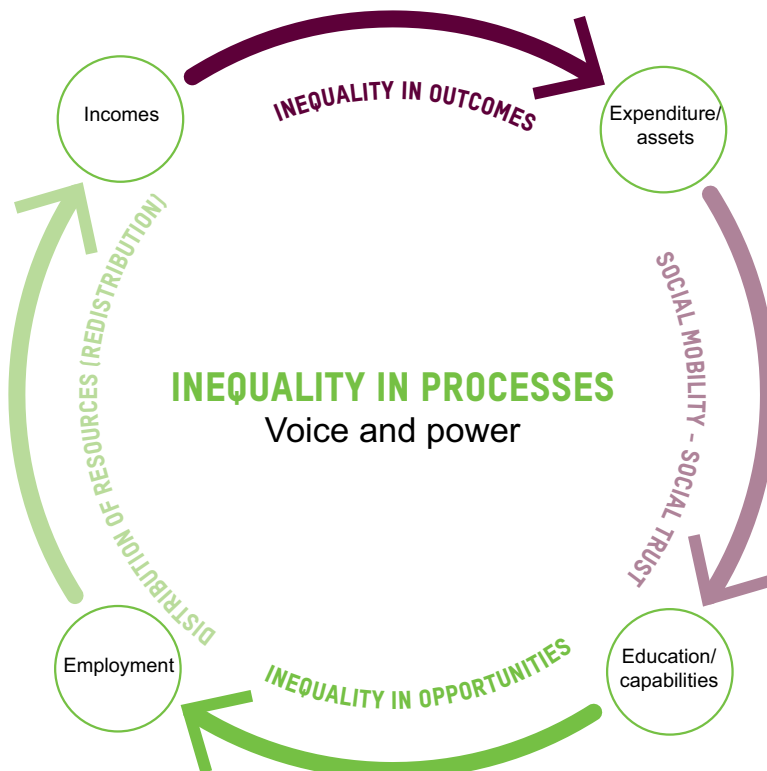 INEQUALITY IN OUTCOMES
Incomes
Expenditure/
assets
DISTRIBUTION OF RESOURCES (REDISTRIBUTION)
SOCIAL MOBILITY - SOCIAL TRUST
INEQUALITY IN PROCESSES
Voice and power
Employment
Education/
capabilities
INEQUALITY IN OPPORTUNITIES